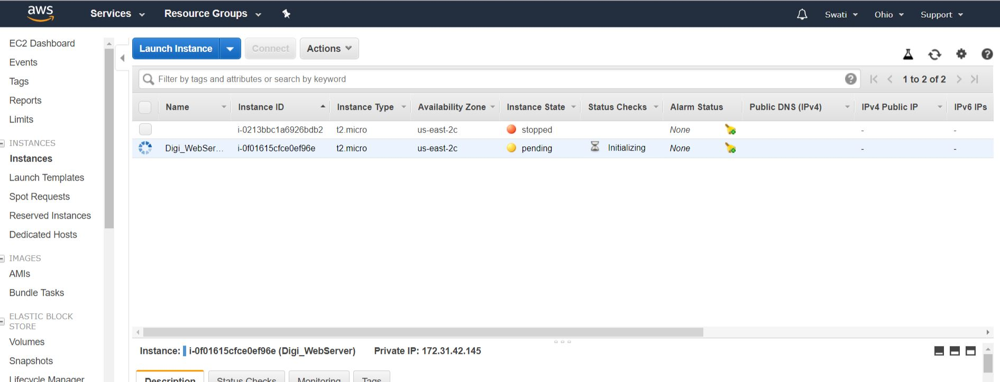 aws Services Resource Groups Swati Ohio Support
EC2 Dashboard
Events
Tags
Reports
Limits
INSTANCES
Instances
Launch Templates
Spot Requests
Reserved Instances
Dedicated Hosts
IMAGES
AMIs
Bundle Tasks
ELASTIC BLOCK
STORE
Volumes
Snapshots
Lifecycle Manager
Launch Instance Connect Actions
Filter by tags and attributes or search by keyword 1 to 2 of 2
Name Instance ID Instance Type Availability Zone Instance State Status Checks Alarm Status Public DNS (IPv4) IPv4 Public IP IPv6 IPs
i-0213bbc1a6926bdb2 t2.micro us-east-2c stopped None - -
Digi_WebSer... i-0f01615cfce0ef96e t2.micro us-east-2c pending Initializing None - -
Instance: i-0f01615cfce0ef96e (Digi_WebServer) Private IP: 172.31.42.145
Description Status Checks Monitoring Tags